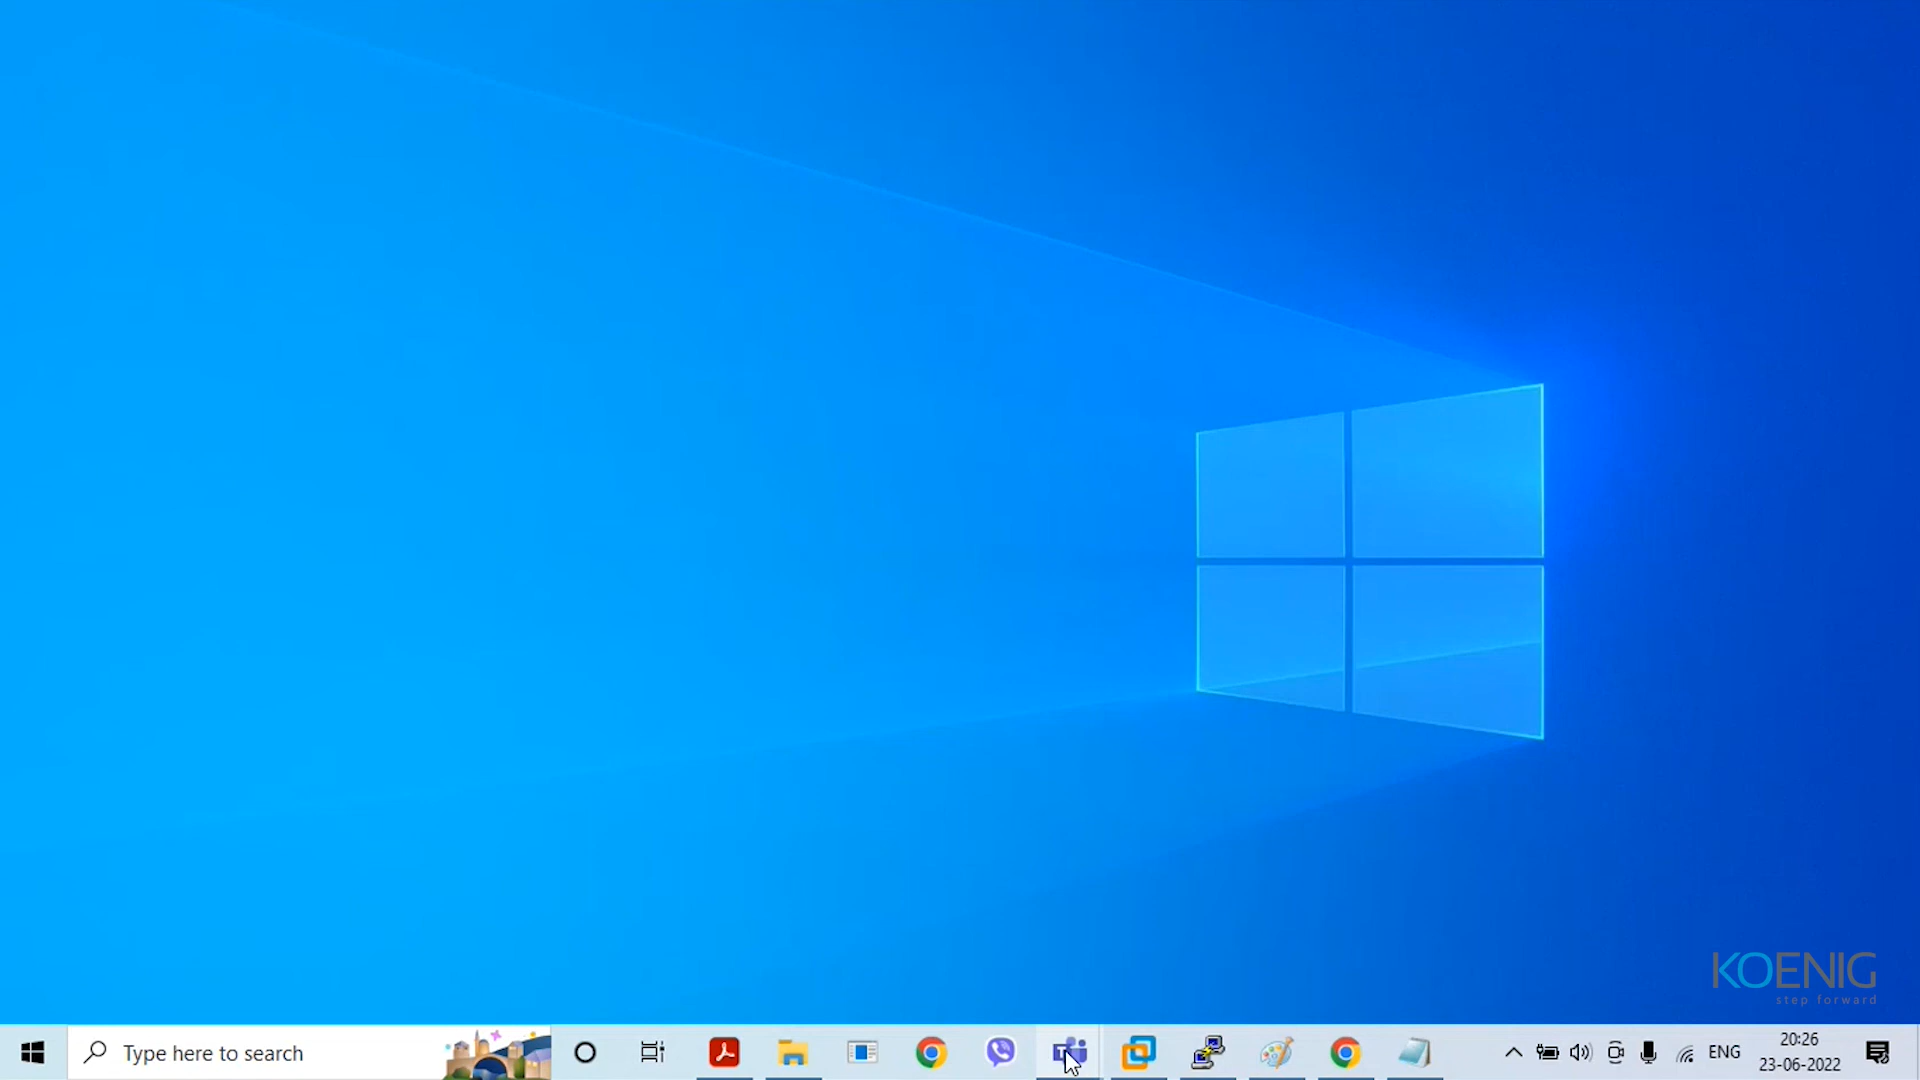 KOENIG
step forward
Type here to search
ENG
20:26
23-06-2022